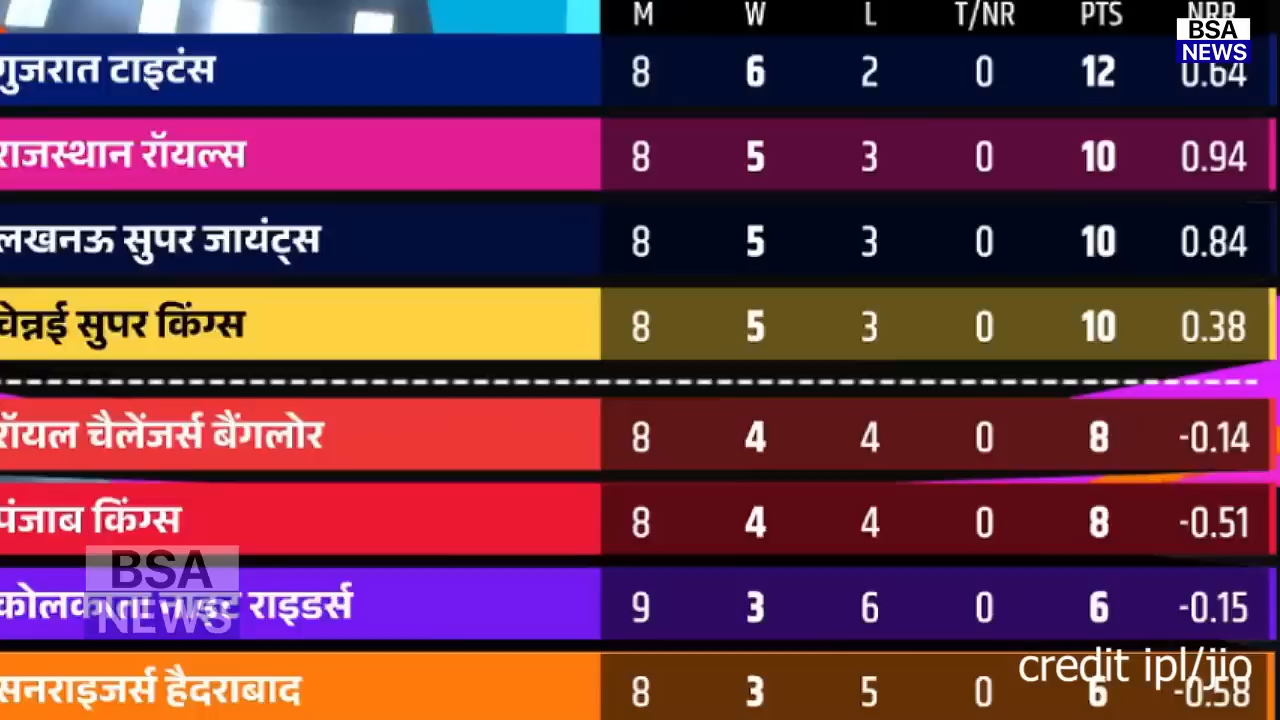 M W L T/NR PTS NRR
BSA
NEWS
गुजरात टाइटंस 8 6 2 0 12 0.64
राजस्थान रॉयल्स 8 5 3 0 10 0.94
लखनऊ सुपर जायंट्स 8 5 3 0 10 0.84
चेन्नई सुपर किंग्स 8 5 3 0 10 0.38
रॉयल चैलेंजर्स बैंगलोर 8 4 4 0 8 -0.14
पंजाब किंग्स 8 4 4 0 8 -0.51
BSA
NEWS
कोलकाता नाइट राइडर्स 9 3 6 0 6 -0.15
credit ipl/jio
सनराइजर्स हैदराबाद 8 3 5 0 6 -0.58